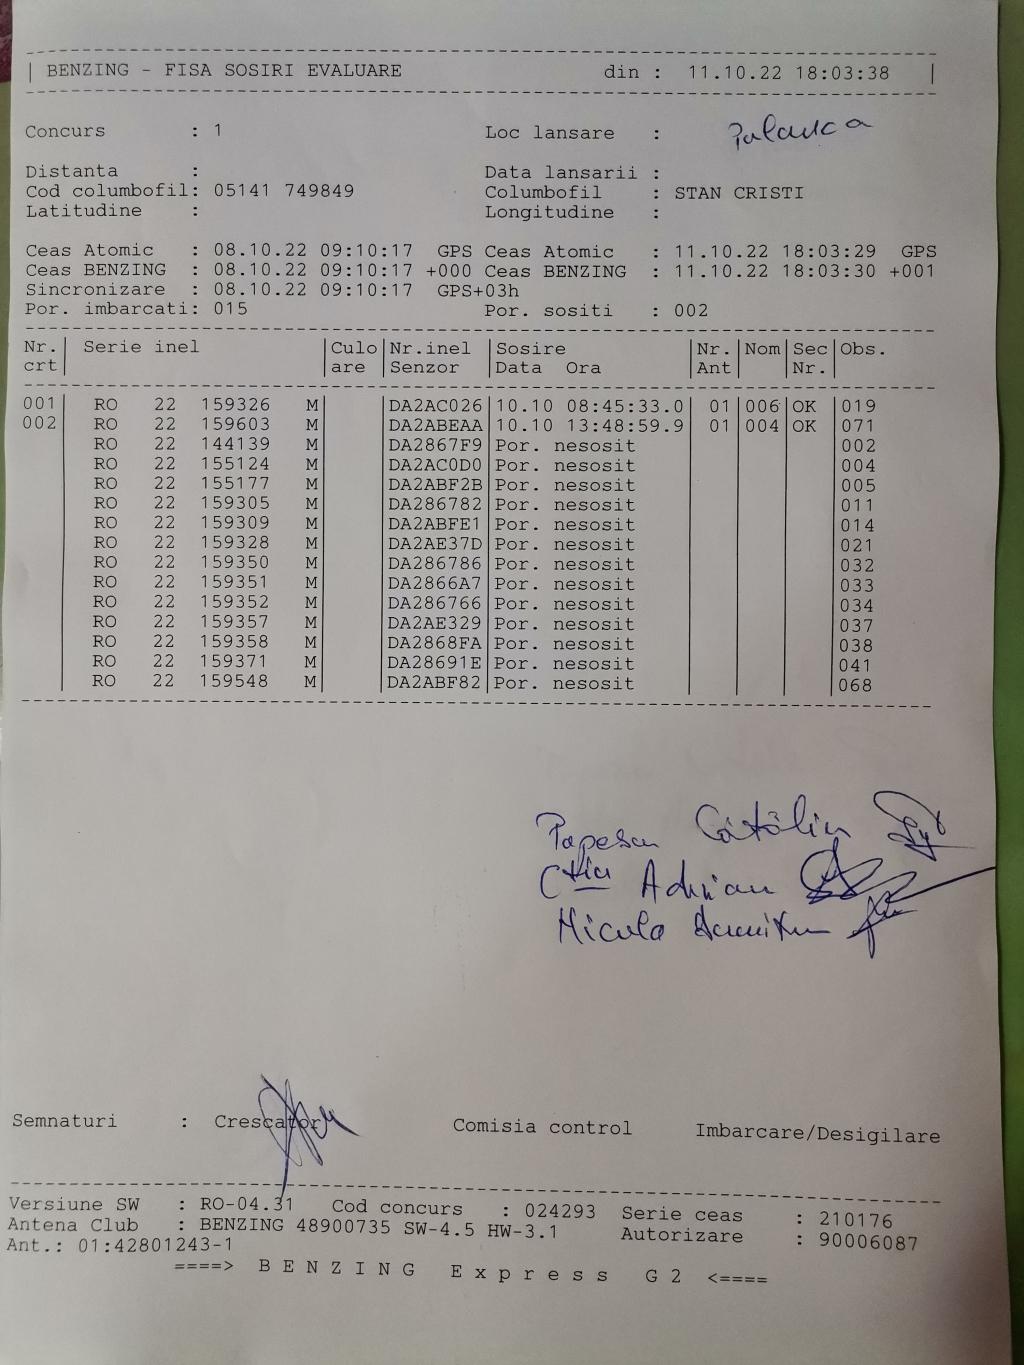 BENZING - FISA SOSIRI EVALUARE din : 11.10.22 18:03:38
Concurs : 1 Loc lansare : Palanca
Distanta : Data lansarii :
Cod columbofil: 05141 749849 Columbofil : STAN CRISTI
Latitudine : Longitudine :
Ceas Atomic : 08.10.22 09:10:17 GPS Ceas Atomic : 11.10.22 18:03:29 GPS
Ceas BENZING : 08.10.22 09:10:17 +000 Ceas BENZING : 11.10.22 18:03:30 +001
Sincronizare : 08.10.22 09:10:17 GPS+03h
Por. imbarcati: 015 Por. sositi : 002
Nr. Serie inel Culo Nr.inel Sosire Nr. Nom Sec Obs.
crt are Senzor Data Ora Ant Nr.
001 RO 22 159326 M DA2AC026 10.10 08:45:33.0 01 006 OK 019
002 RO 22 159603 M DA2ABEAA 10.10 13:48:59.9 01 004 OK 071
RO 22 144139 M DA2867F9 Por. nesosit 002
RO 22 155124 M DA2AC0D0 Por. nesosit 004
RO 22 155177 M DA2ABF2B Por. nesosit 005
RO 22 159305 M DA286782 Por. nesosit 011
RO 22 159309 M DA2ABFE1 Por. nesosit 014
RO 22 159328 M DA2AE37D Por. nesosit 021
RO 22 159350 M DA286786 Por. nesosit 032
RO 22 159351 M DA2866A7 Por. nesosit 033
RO 22 159352 M DA286766 Por. nesosit 034
RO 22 159357 M DA2AE329 Por. nesosit 037
RO 22 159358 M DA2868FA Por. nesosit 038
RO 22 159371 M DA28691E Por. nesosit 041
RO 22 159548 M DA2ABF82 Por. nesosit 068
Popescu Cătălin
Adrian
Nicula Dumitru
Semnaturi : Crescator Comisia control Imbarcare/Desigilare
Versiune SW : RO-04.31 Cod concurs : 024293 Serie ceas : 210176
Antena Club : BENZING 48900735 SW-4.5 HW-3.1 Autorizare : 90006087
Ant.: 01:42801243-1
====> B E N Z I N G E x p r e s s G 2 <====